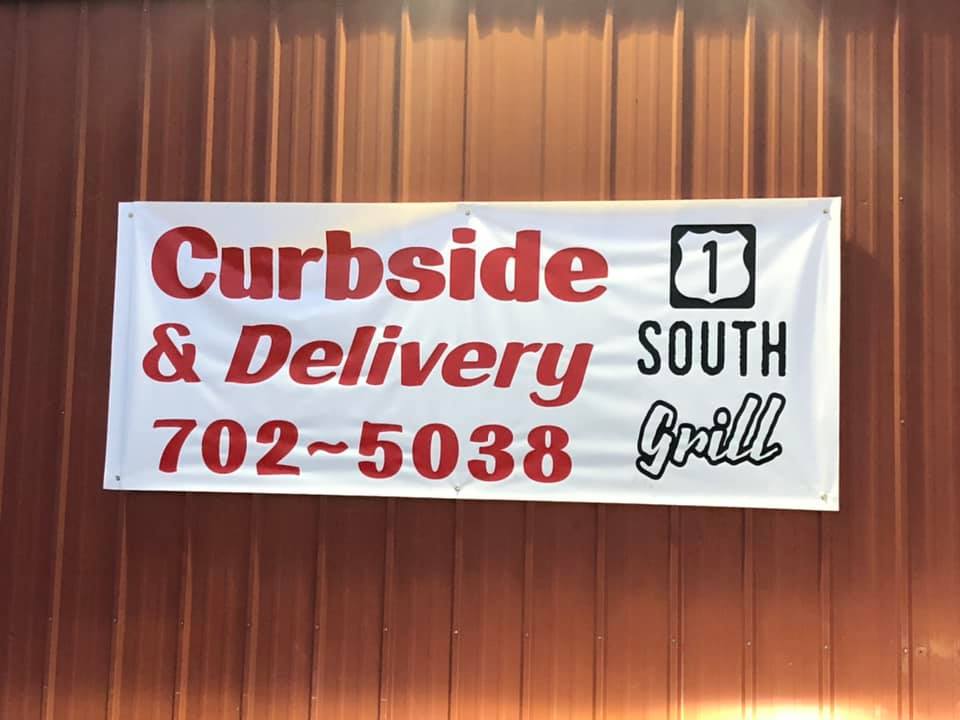 Curbside
& Delivery
702~5038
1
SOUTH
Grill